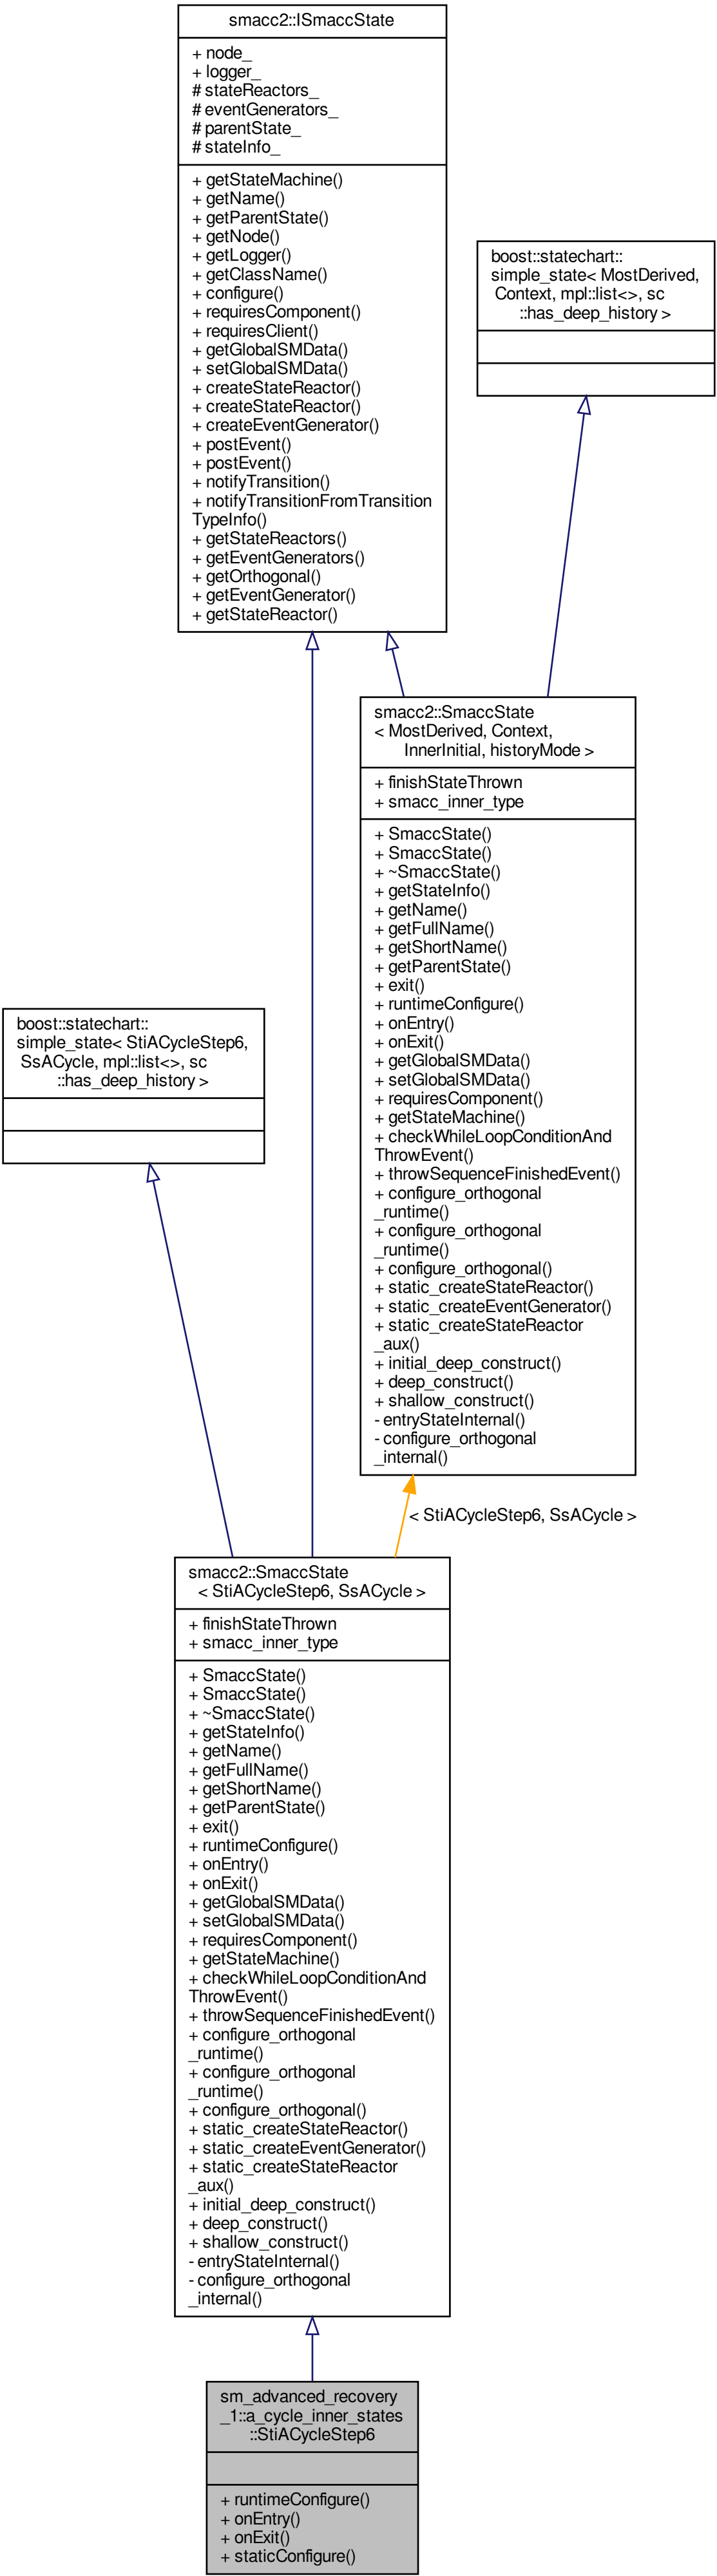 smacc2::ISmaccState
+ node_
+ logger_
# stateReactors_
# eventGenerators_
# parentState_
# stateInfo_
+ getStateMachine()
+ getName()
+ getParentState()
+ getNode()
+ getLogger()
+ getClassName()
+ configure()
+ requiresComponent()
+ requiresClient()
+ getGlobalSMData()
+ setGlobalSMData()
+ createStateReactor()
+ createStateReactor()
+ createEventGenerator()
+ postEvent()
+ postEvent()
+ notifyTransition()
+ notifyTransitionFromTransition
TypeInfo()
+ getStateReactors()
+ getEventGenerators()
+ getOrthogonal()
+ getEventGenerator()
+ getStateReactor()
boost::statechart::
simple_state< MostDerived,
Context, mpl::list<>, sc
::has_deep_history >
smacc2::SmaccState
< MostDerived, Context,
InnerInitial, historyMode >
+ finishStateThrown
+ smacc_inner_type
+ SmaccState()
+ SmaccState()
+ ~SmaccState()
+ getStateInfo()
+ getName()
+ getFullName()
+ getShortName()
+ getParentState()
+ exit()
+ runtimeConfigure()
+ onEntry()
+ onExit()
+ getGlobalSMData()
+ setGlobalSMData()
+ requiresComponent()
+ getStateMachine()
+ checkWhileLoopConditionAnd
ThrowEvent()
+ throwSequenceFinishedEvent()
+ configure_orthogonal
_runtime()
+ configure_orthogonal
_runtime()
+ configure_orthogonal()
+ static_createStateReactor()
+ static_createEventGenerator()
+ static_createStateReactor
_aux()
+ initial_deep_construct()
+ deep_construct()
+ shallow_construct()
- entryStateInternal()
- configure_orthogonal
_internal()
boost::statechart::
simple_state< StiACycleStep6,
SsACycle, mpl::list<>, sc
::has_deep_history >
< StiACycleStep6, SsACycle >
smacc2::SmaccState
< StiACycleStep6, SsACycle >
+ finishStateThrown
+ smacc_inner_type
+ SmaccState()
+ SmaccState()
+ ~SmaccState()
+ getStateInfo()
+ getName()
+ getFullName()
+ getShortName()
+ getParentState()
+ exit()
+ runtimeConfigure()
+ onEntry()
+ onExit()
+ getGlobalSMData()
+ setGlobalSMData()
+ requiresComponent()
+ getStateMachine()
+ checkWhileLoopConditionAnd
ThrowEvent()
+ throwSequenceFinishedEvent()
+ configure_orthogonal
_runtime()
+ configure_orthogonal
_runtime()
+ configure_orthogonal()
+ static_createStateReactor()
+ static_createEventGenerator()
+ static_createStateReactor
_aux()
+ initial_deep_construct()
+ deep_construct()
+ shallow_construct()
- entryStateInternal()
- configure_orthogonal
_internal()
sm_advanced_recovery
_1::a_cycle_inner_states
::StiACycleStep6
+ runtimeConfigure()
+ onEntry()
+ onExit()
+ staticConfigure()